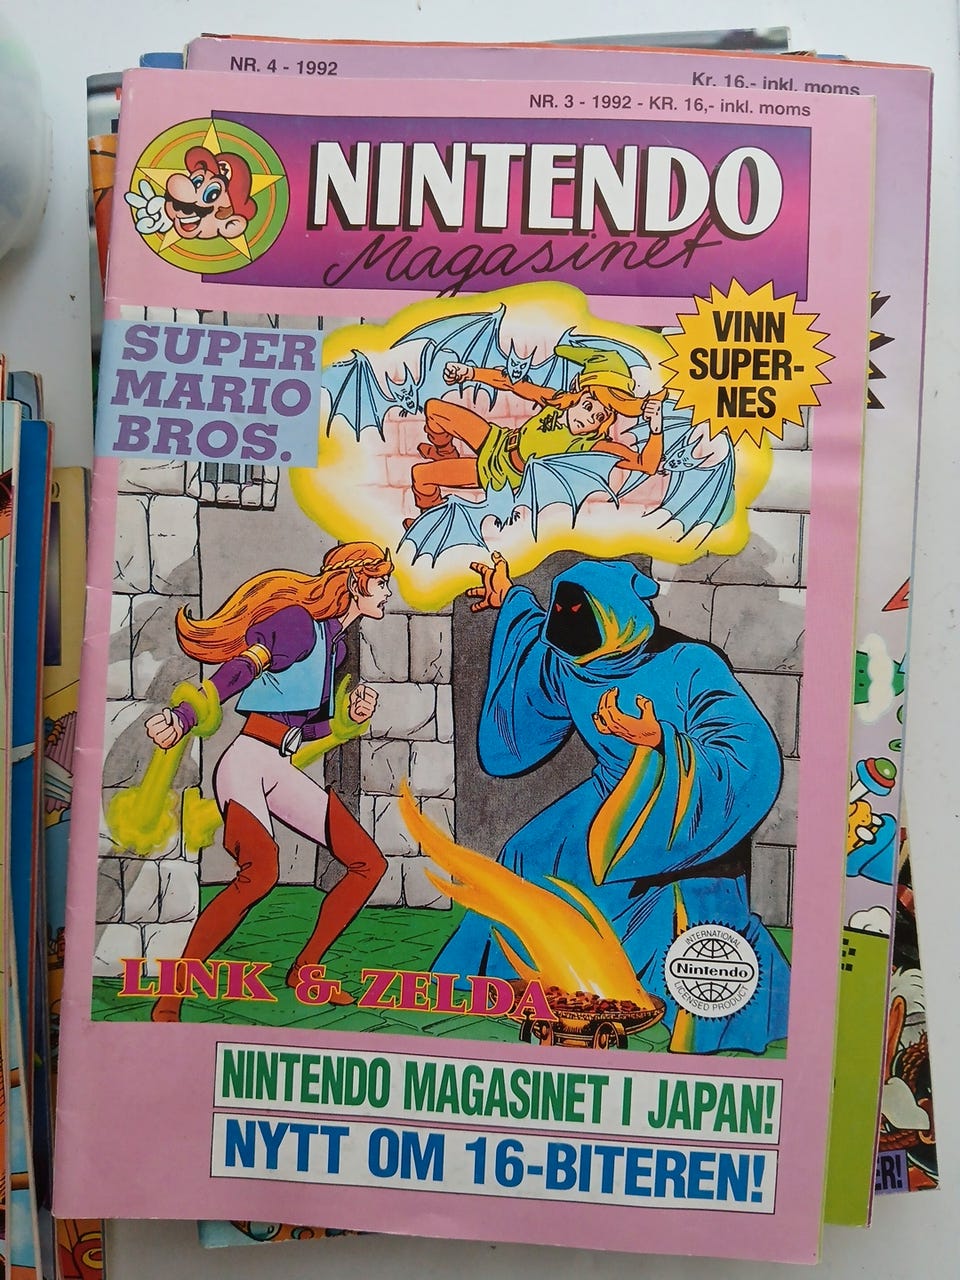 NR. 4 - 1992
Kr. 16,- inkl. moms
NR. 3 - 1992 - KR. 16,- inkl. moms
NINTENDO
Magasinet
SUPER
MARIO
BROS.
VINN
SUPER-
NES
INTERNATIONAL
Nintendo
LICENSED PRODUCT
LINK & ZELDA
NINTENDO MAGASINET I JAPAN!
NYTT OM 16-BITEREN!
ER!